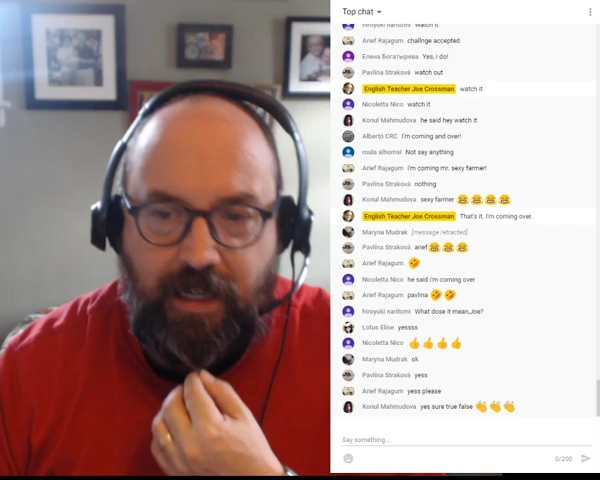 Top chat
hiroyuki naritomi Watch it
Arief Rajagum challnge accepted
Елена Богатырева Yes, I do!
Pavlína Straková watch out
English Teacher Joe Crossman watch it
Nicoletta Nico watch it
Konul Mahmudova he said hey watch it
Alberto CRC I'm coming and over!
roula alhomsi Not say anything
Arief Rajagum i'm coming mr. sexy farmer!
Pavlína Straková nothing
Konul Mahmudova sexy farmer 😂 😂 😂 😂
English Teacher Joe Crossman That's it. I'm coming over.
Maryna Mudrak [message retracted]
Pavlína Straková arief 😂 😂 😂
Arief Rajagum 🤣
Nicoletta Nico he said i'm coming over
Arief Rajagum pavlina 🤣 🤣
hiroyuki naritomi What dose it mean,Joe?
Lotus Elise yessss
Nicoletta Nico 👍 👍 👍 👍
Maryna Mudrak ok
Pavlína Straková yess
Arief Rajagum yess please
Konul Mahmudova yes sure true false 👏 👏 👏
Say something...
0/200